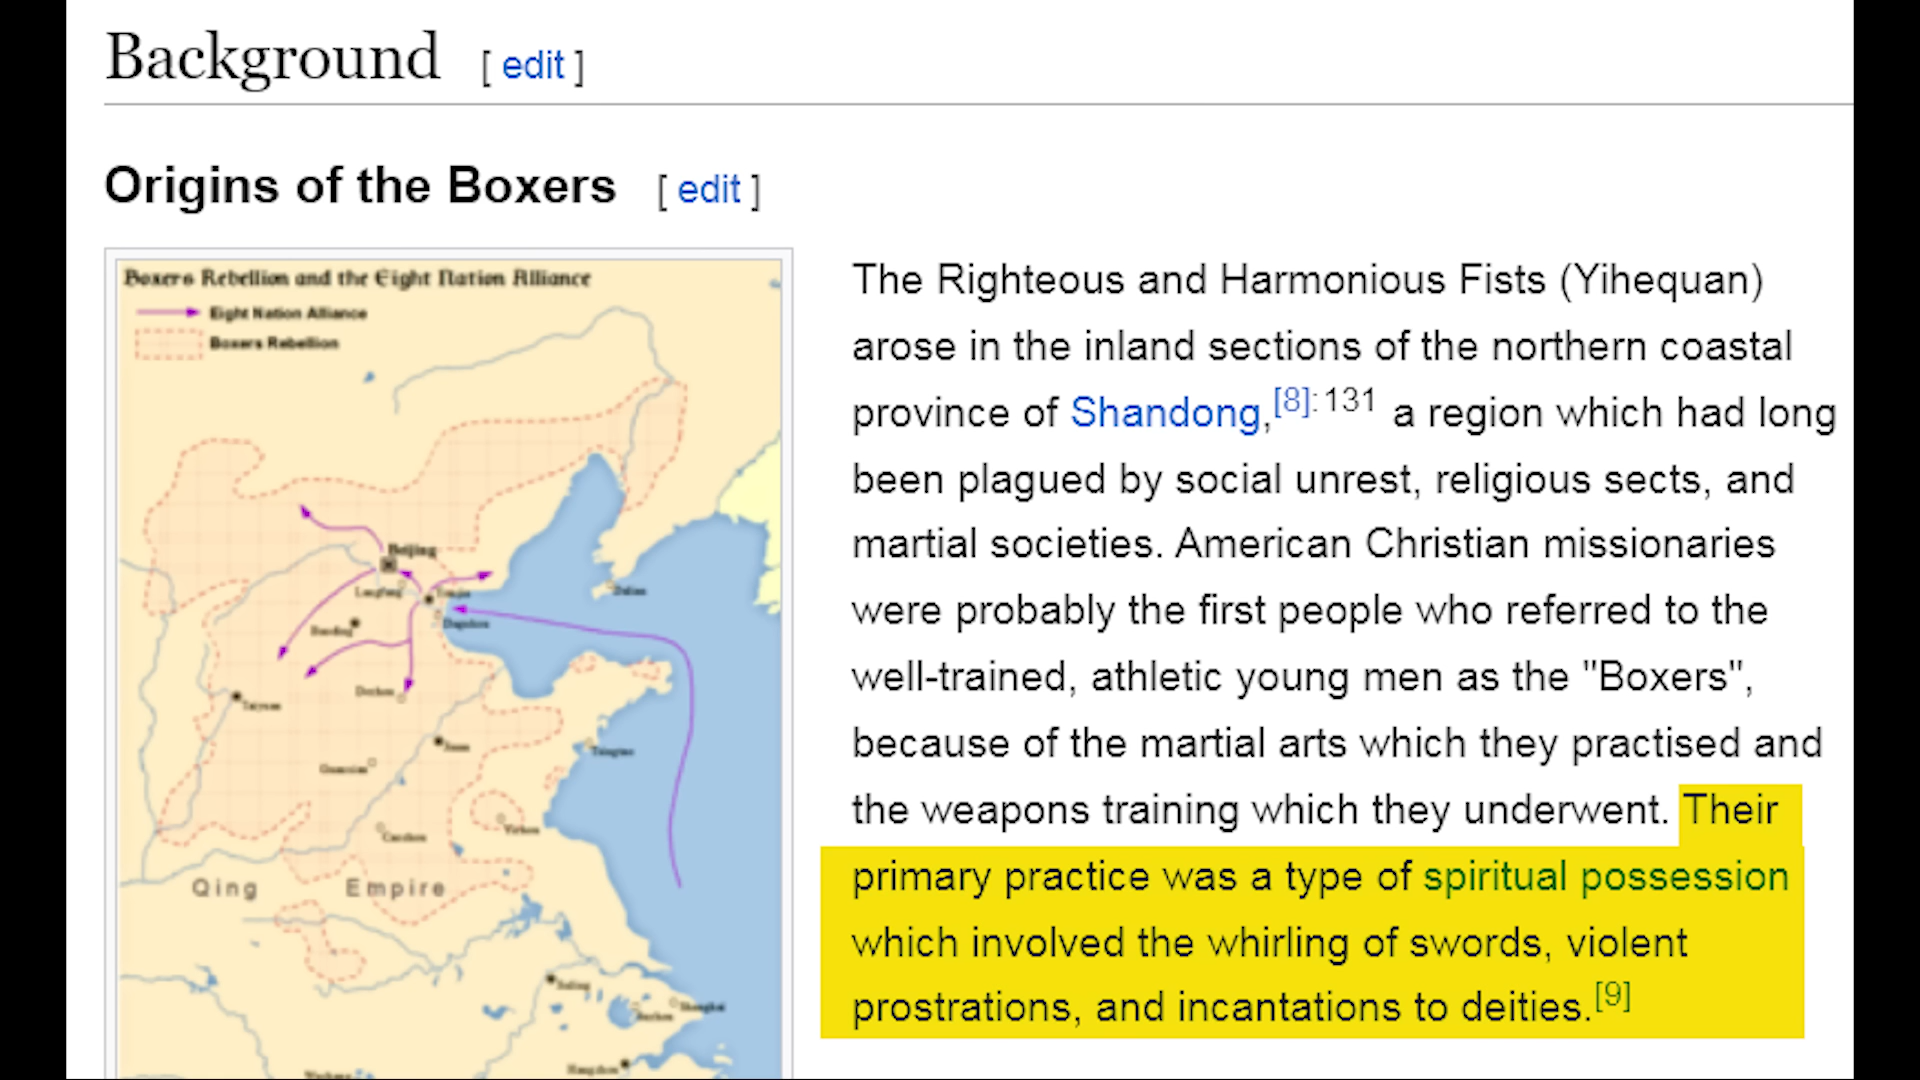 Background [ edit ]
Origins of the Boxers [ edit ]
Boxers Rebellion and the Eight Nation Alliance
Eight Nation Alliance
Boxers Rebellion
Beijing
Dalian
Taiyuan
Qing Empire
Shanghai
The Righteous and Harmonious Fists (Yihequan)
arose in the inland sections of the northern coastal
province of Shandong,[8]:131 a region which had long
been plagued by social unrest, religious sects, and
martial societies. American Christian missionaries
were probably the first people who referred to the
well-trained, athletic young men as the "Boxers",
because of the martial arts which they practised and
the weapons training which they underwent. Their
primary practice was a type of spiritual possession
which involved the whirling of swords, violent
prostrations, and incantations to deities.[9]